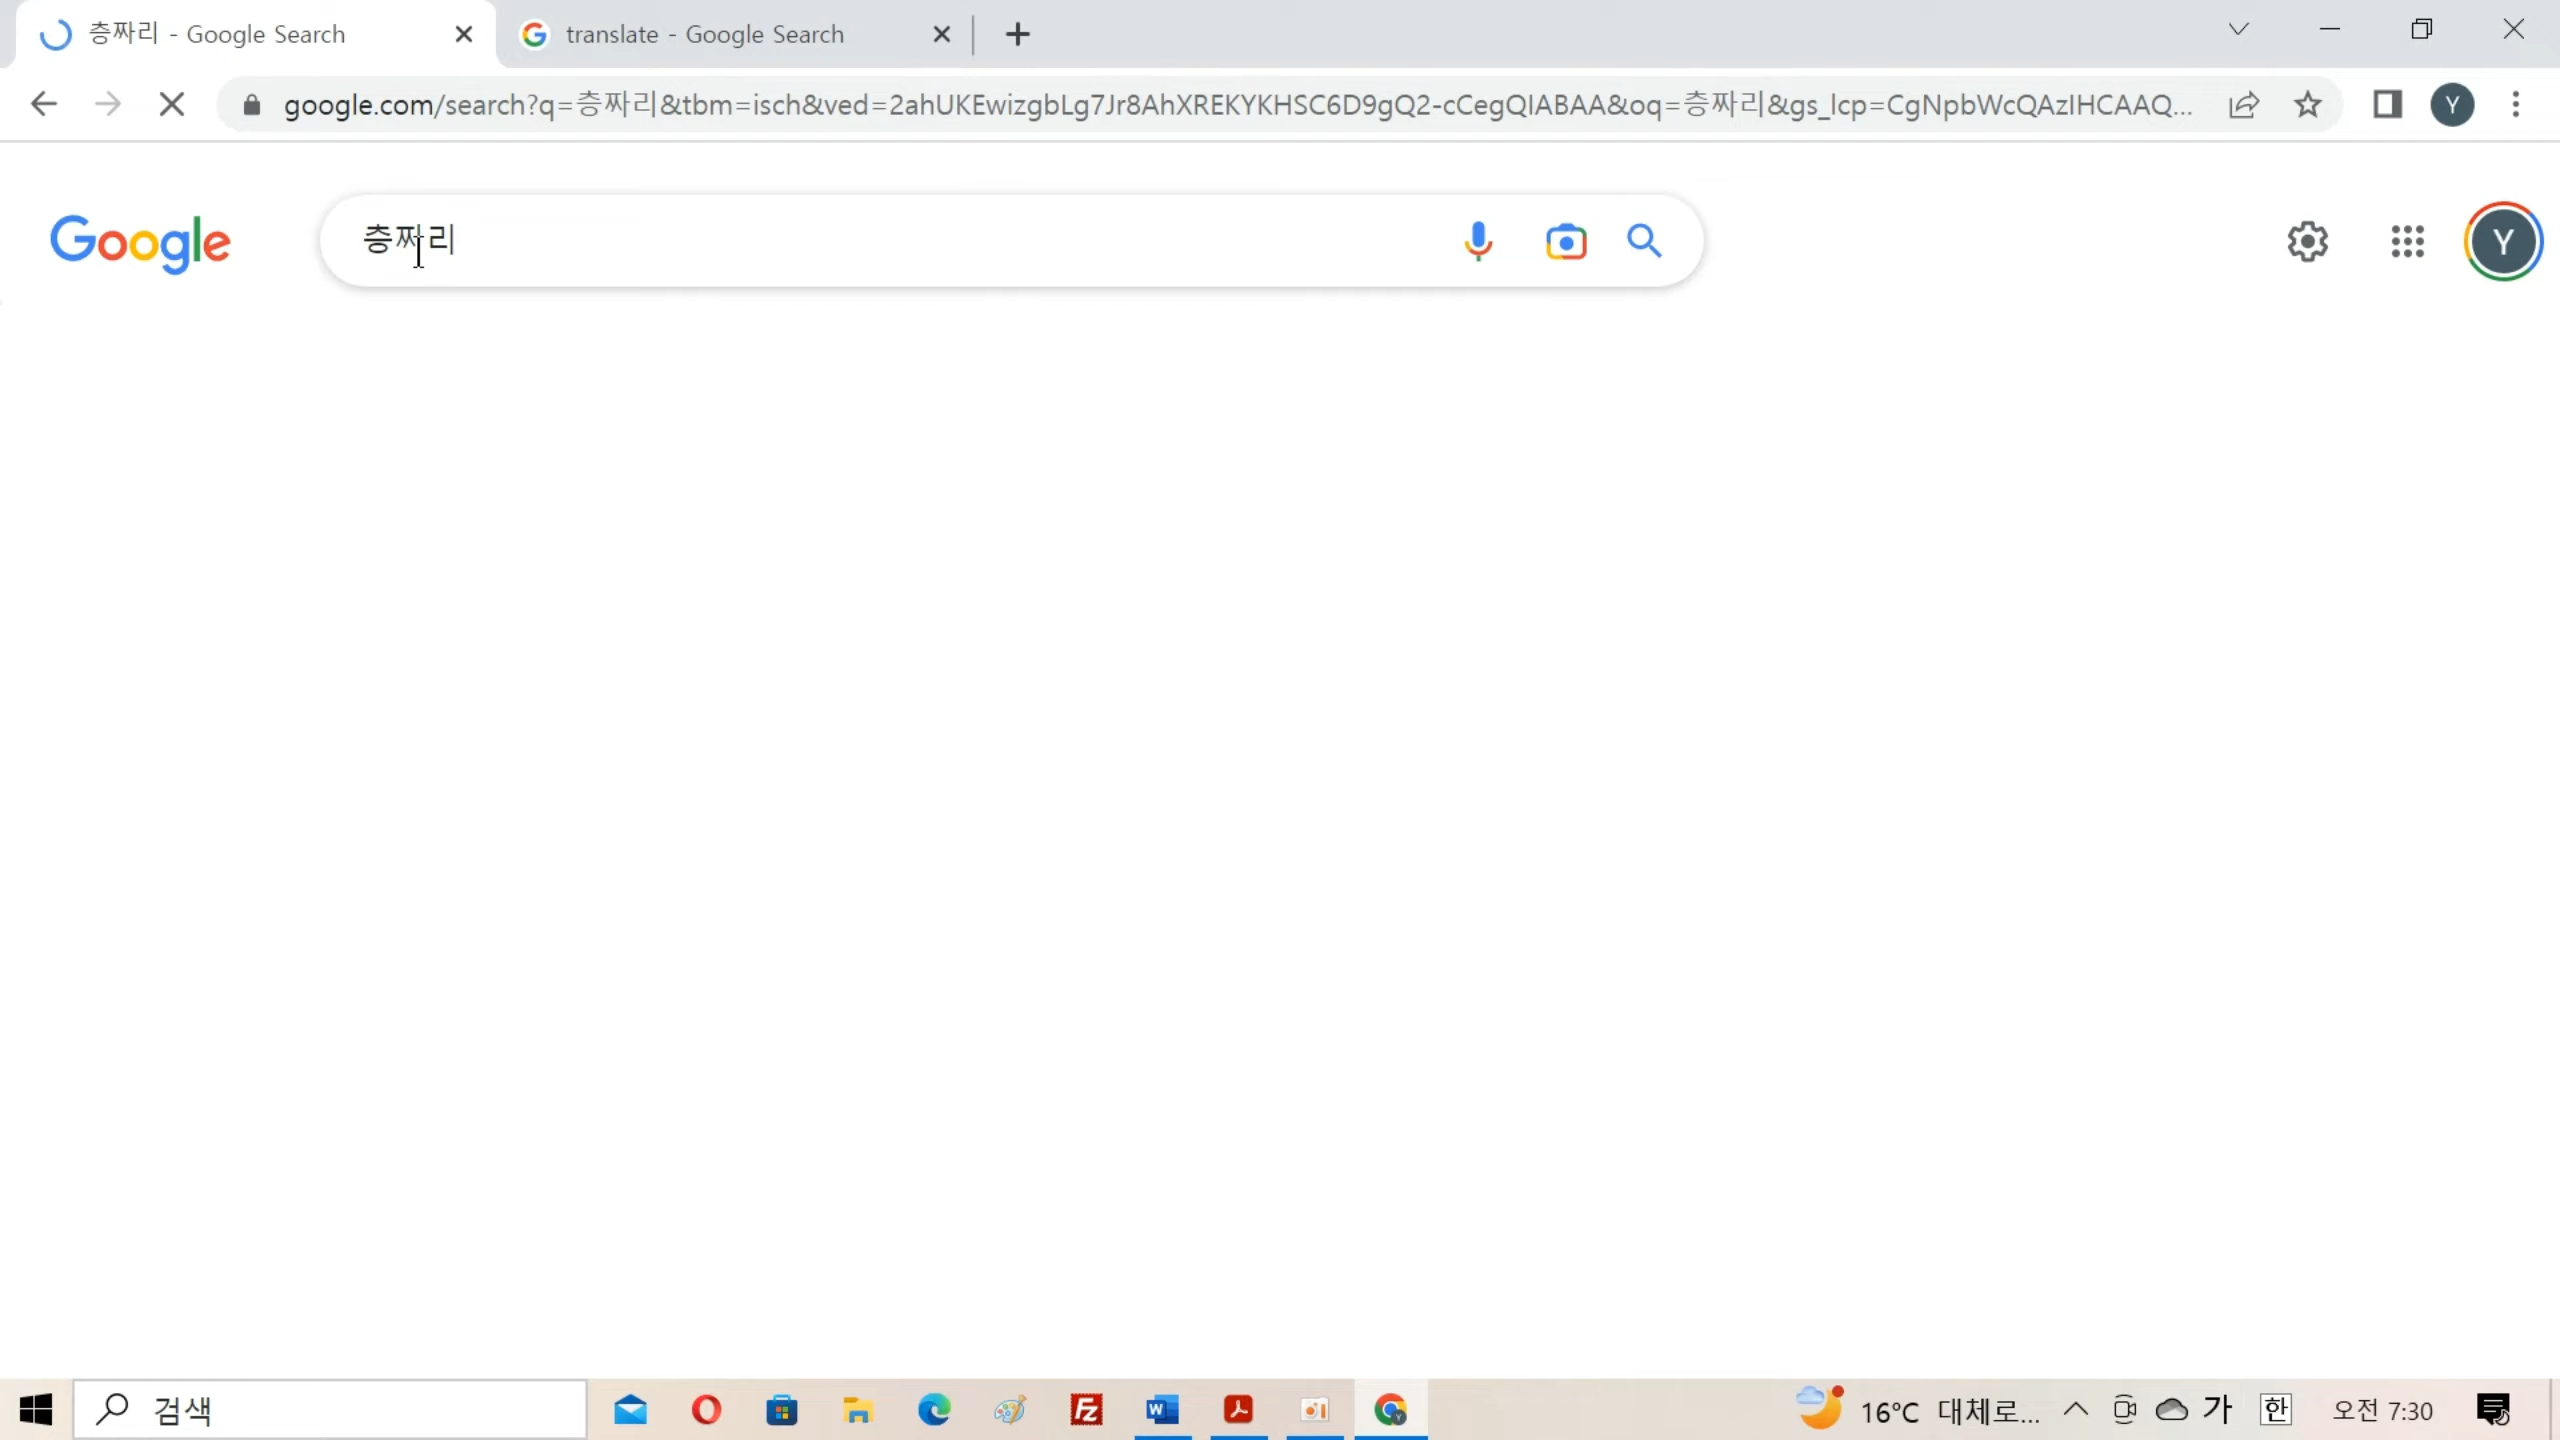 층짜리 - Google Search
translate - Google Search
google.com/search?q=층짜리&tbm=isch&ved=2ahUKEwizgbLg7Jr8AhXREKYKHSC6D9gQ2-cCegQIABAA&oq=층짜리&gs_lcp=CgNpbWcQAzIHCAAQ...
Y
Google
층짜리
Y
검색
16°C 대체로...
가
한
오전 7:30